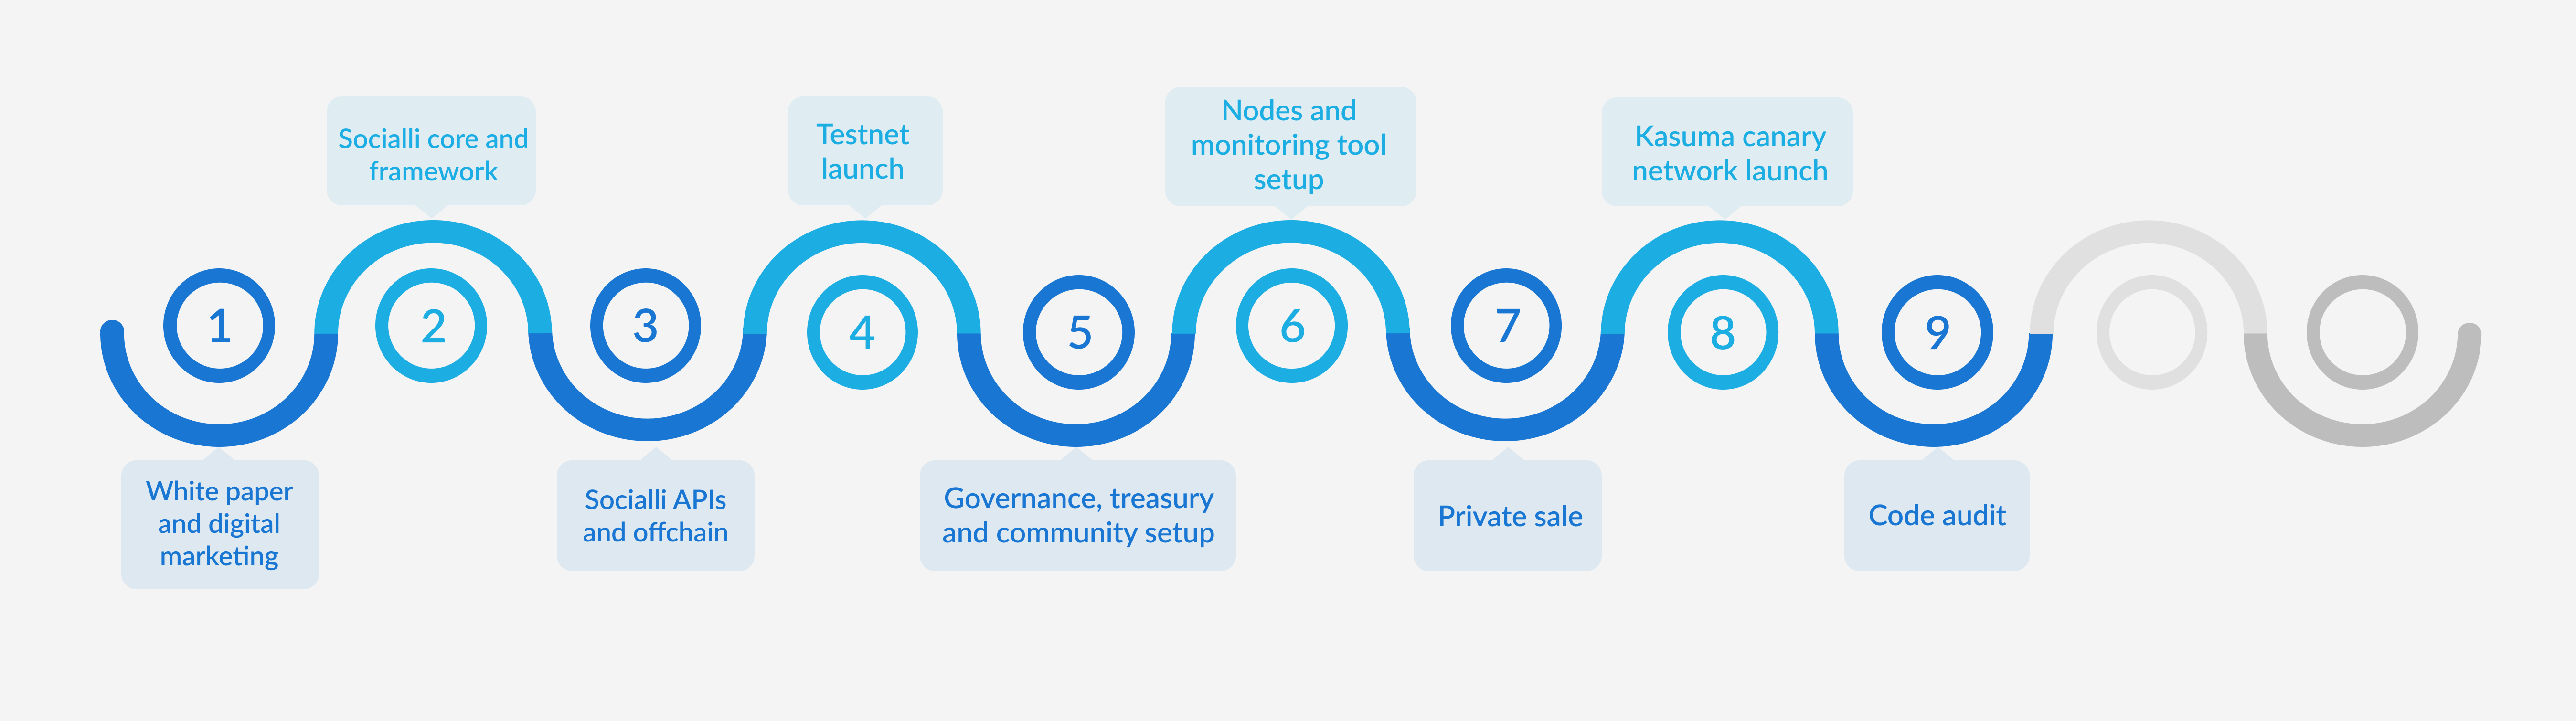 1
White paper
and digital
marketing
2
Socialli core and
framework
3
Socialli APIs
and offchain
4
Testnet
launch
5
Governance, treasury
and community setup
6
Nodes and
monitoring tool
setup
7
Private sale
8
Kasuma canary
network launch
9
Code audit